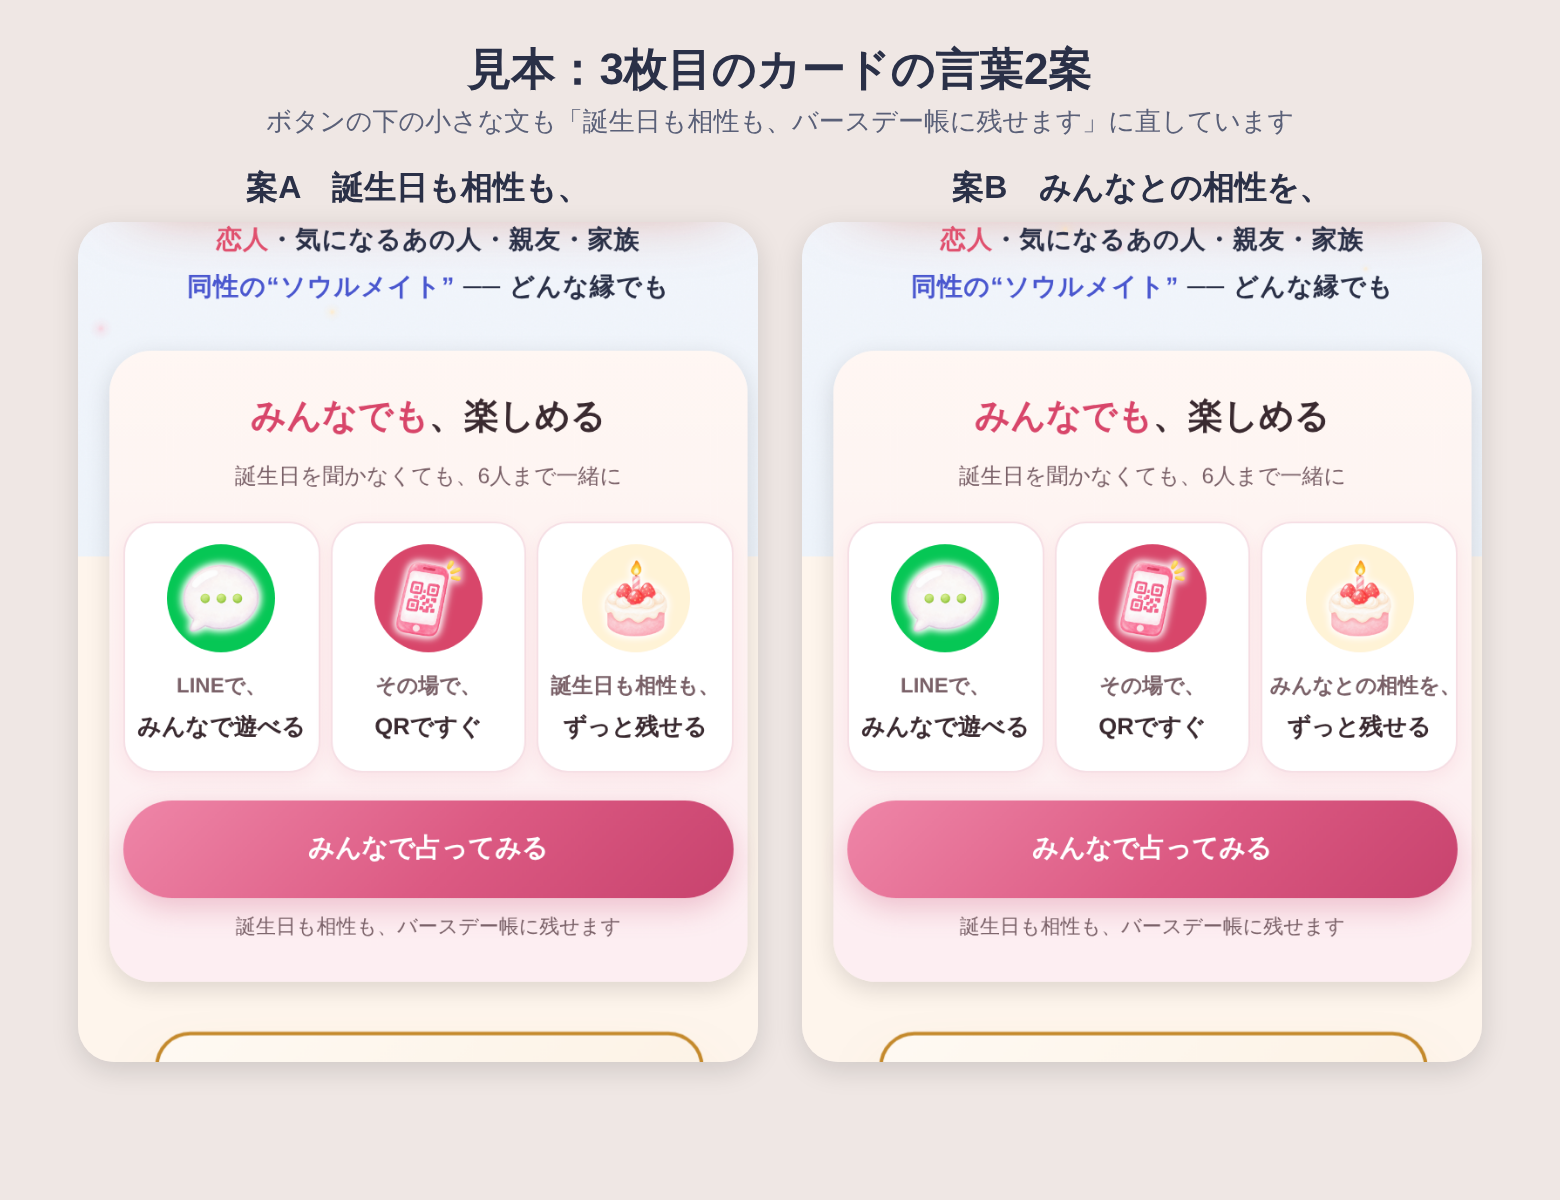 見本：3枚目のカードの言葉2案
ボタンの下の小さな文も「誕生日も相性も、バースデー帳に残せます」に直しています
案A　誕生日も相性も、
恋人・気になるあの人・親友・家族
同性の“ソウルメイト” ── どんな縁でも
みんなでも、楽しめる
誕生日を聞かなくても、6人まで一緒に
LINEで、
みんなで遊べる
その場で、
QRですぐ
誕生日も相性も、
ずっと残せる
みんなで占ってみる
誕生日も相性も、バースデー帳に残せます
案B　みんなとの相性を、
恋人・気になるあの人・親友・家族
同性の“ソウルメイト” ── どんな縁でも
みんなでも、楽しめる
誕生日を聞かなくても、6人まで一緒に
LINEで、
みんなで遊べる
その場で、
QRですぐ
みんなとの相性を、
ずっと残せる
みんなで占ってみる
誕生日も相性も、バースデー帳に残せます